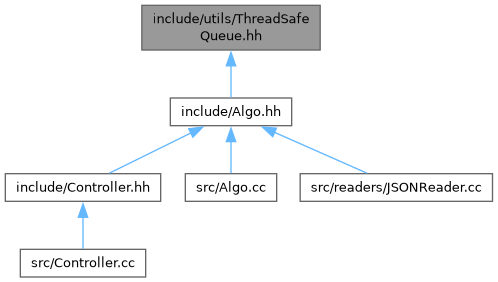 include/utils/ThreadSafe
Queue.hh
include/Algo.hh
include/Controller.hh
src/Algo.cc
src/readers/JSONReader.cc
src/Controller.cc